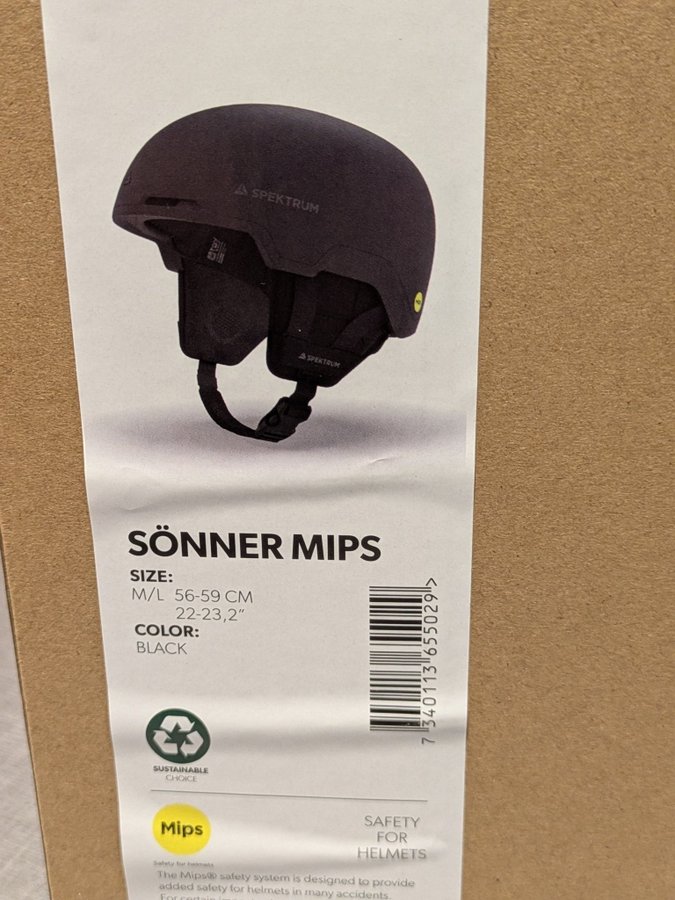 SPEKTRUM
SPEKTRUM
SÖNNER MIPS
SIZE:
M/L 56-59 CM
22-23,2”
COLOR:
BLACK
7 340113 655029 >
SUSTAINABLE
CHOICE
Mips
SAFETY
FOR
HELMETS
Safety for helmets
The Mips® safety system is designed to provide
added safety for helmets in many accidents.
For certain